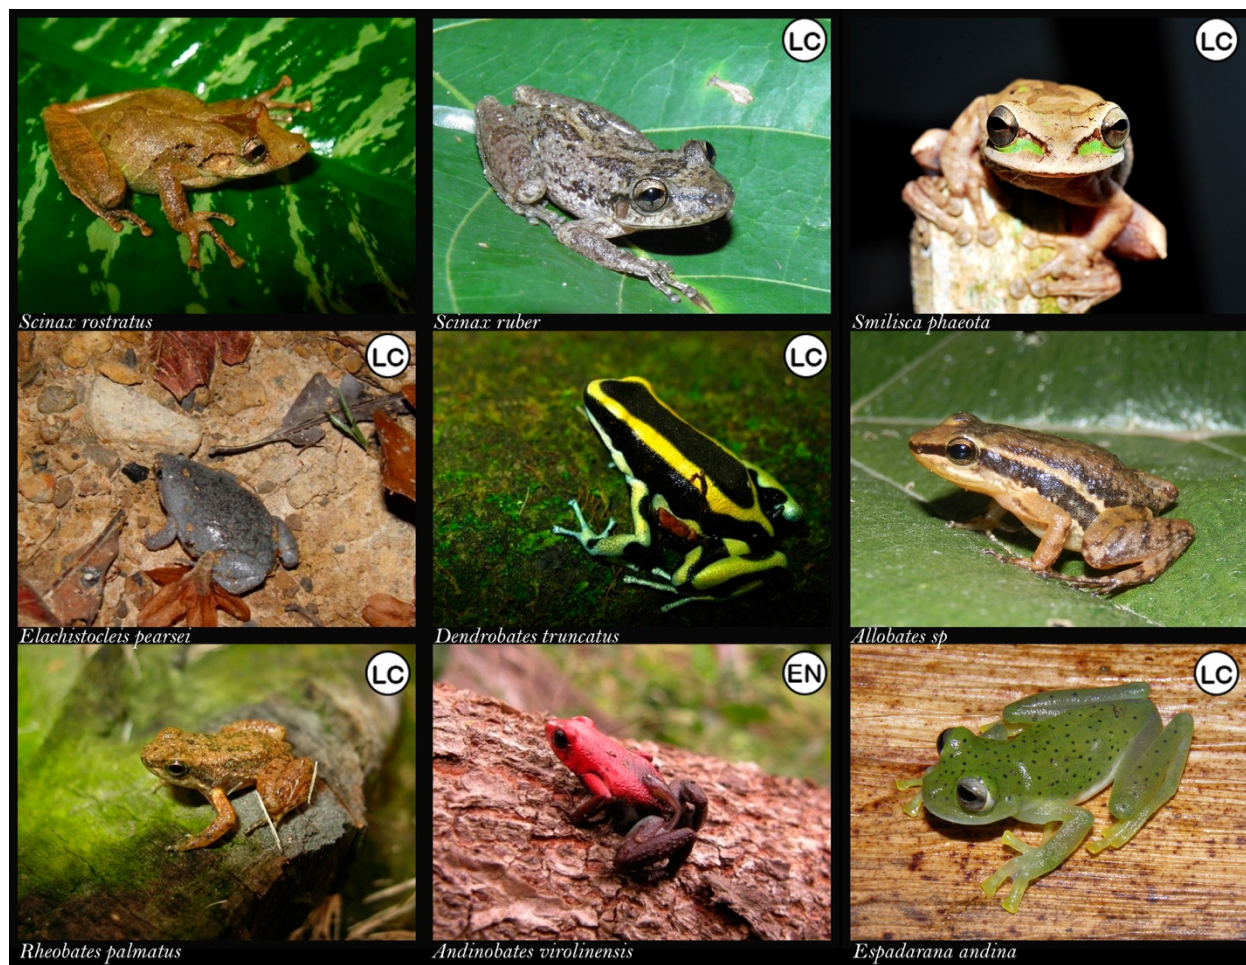 LC
LC
Scinax rostratus
Scinax ruber
Smilisca phaeota
LC
LC
Elachistocleis pearsei
Dendrobates truncatus
Allobates sp
LC
EN
LC
Rheobates palmatus
Andinobates virolinensis
Espadarana andina